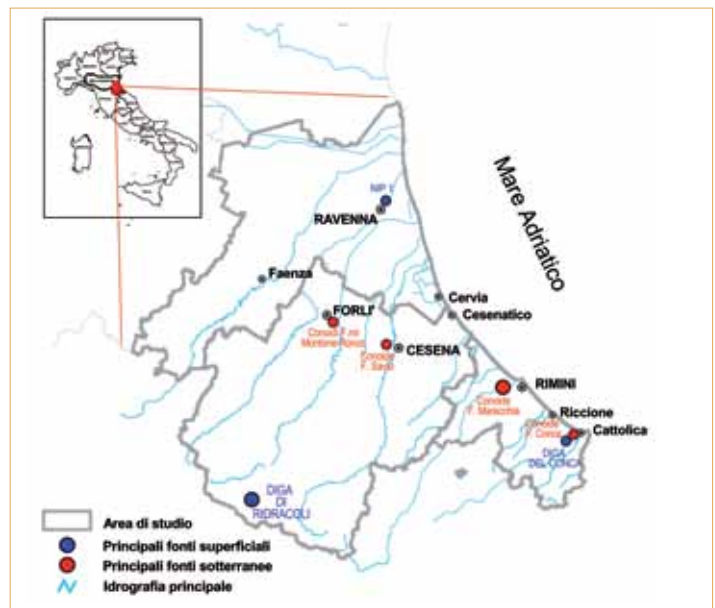 Mare Adriatico
NIP 1
RAVENNA
Faenza
Cervia
Cesenatico
FORLI'
Conoidi F.mi
Montone-Ronco
CESENA
Conoide
F. Savio
RIMINI
Conoide
F. Marecchia
Riccione
Conoide
F. Conca
Cattolica
DIGA
DEL CONCA
DIGA
DI
RIDRACOLI
Area di studio
Principali fonti superficiali
Principali fonti sotterranee
Idrografia principale